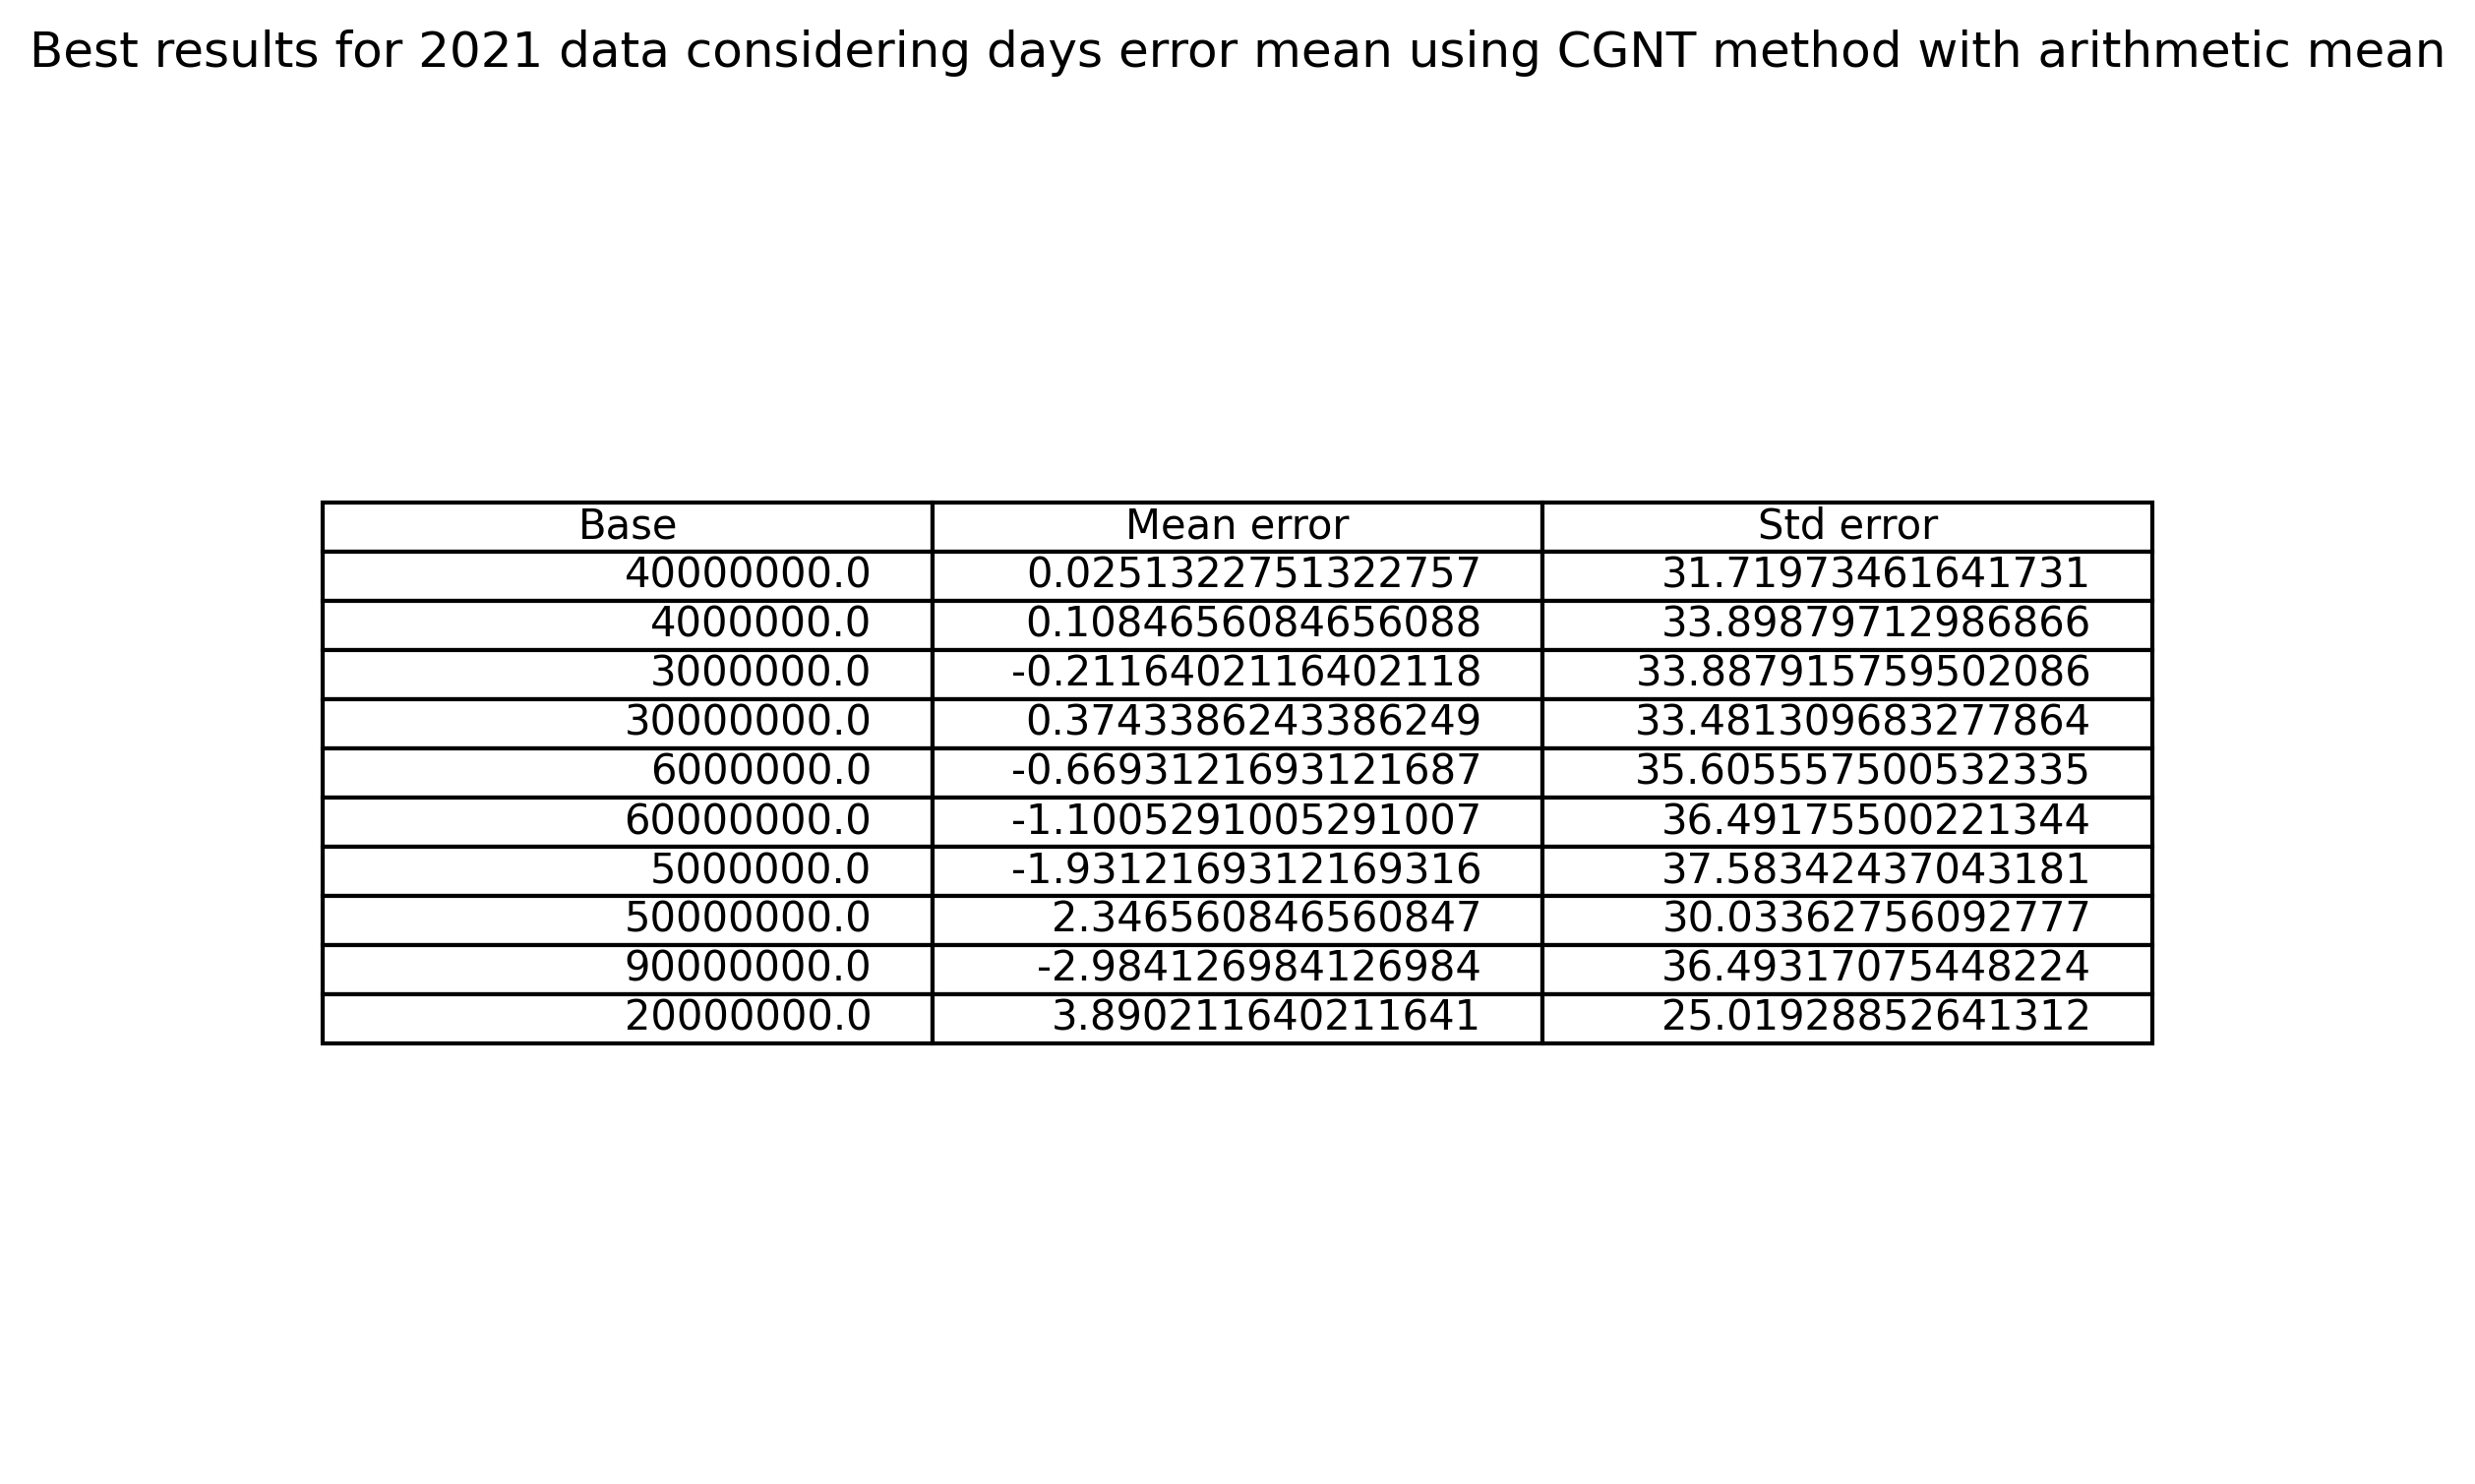 Best results for 2021 data considering days error mean using CGNT method with arithmetic mean
Base Mean error Std error
40000000.0 0.0251322751322757 31.71973461641731
4000000.0 0.1084656084656088 33.89879712986866
3000000.0 -0.2116402116402118 33.887915759502086
30000000.0 0.3743386243386249 33.481309683277864
6000000.0 -0.6693121693121687 35.605557500532335
60000000.0 -1.1005291005291007 36.49175500221344
5000000.0 -1.9312169312169316 37.58342437043181
50000000.0 2.346560846560847 30.03362756092777
90000000.0 -2.984126984126984 36.49317075448224
20000000.0 3.890211640211641 25.01928852641312